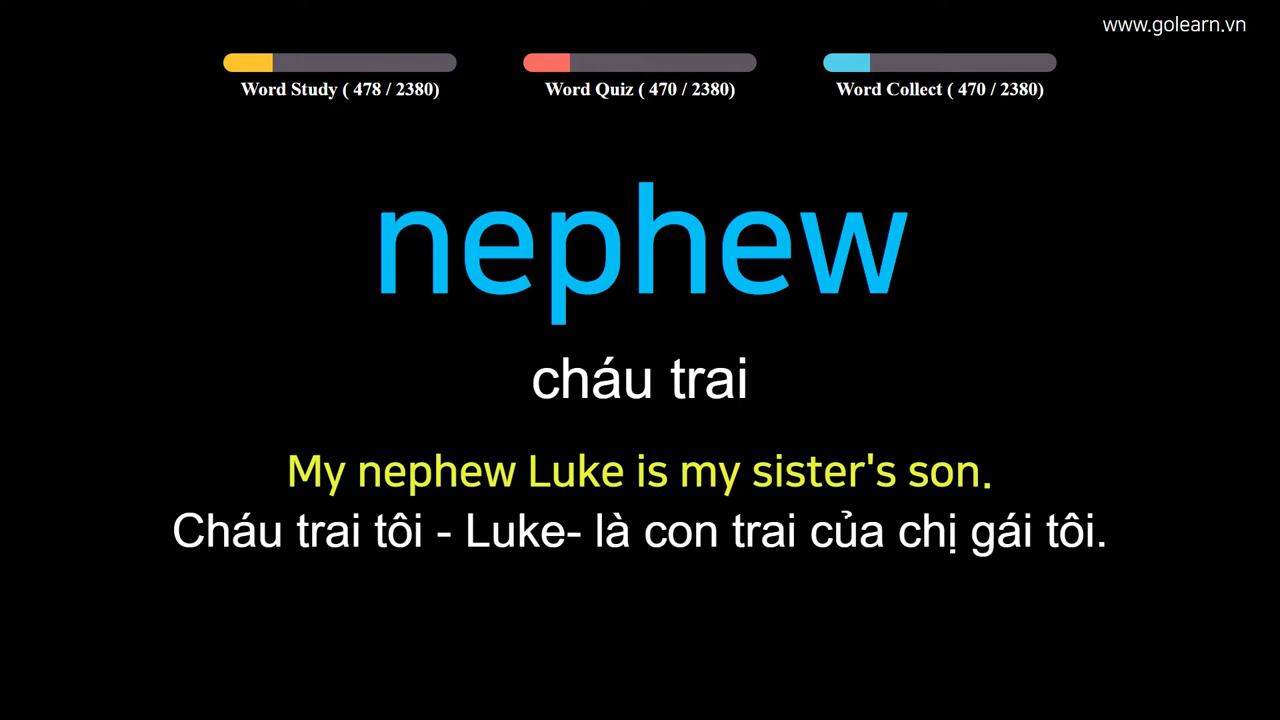 www.golearn.vn
Word Study ( 478 / 2380)
Word Quiz ( 470 / 2380)
Word Collect ( 470 / 2380)
nephew
cháu trai
My nephew Luke is my sister's son.
Cháu trai tôi - Luke- là con trai của chị gái tôi.